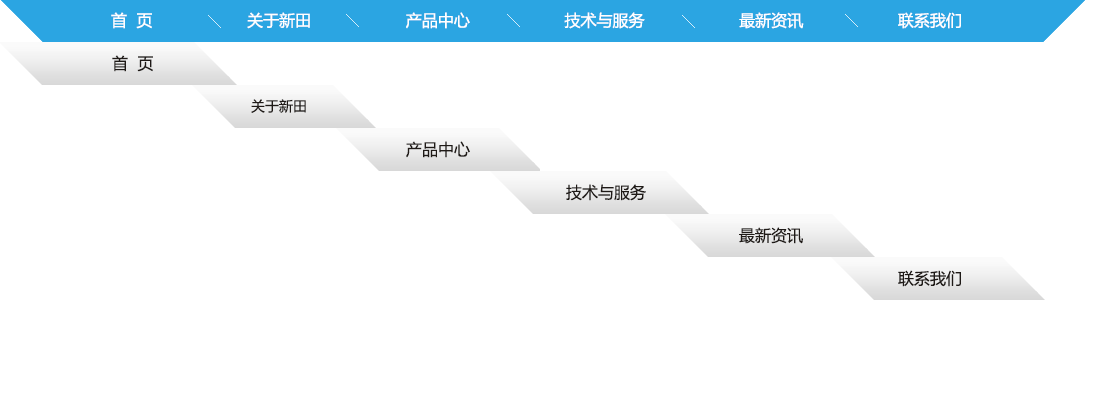 首 页 关于新田 产品中心 技术与服务 最新资讯 联系我们
首 页
关于新田
产品中心
技术与服务
最新资讯
联系我们